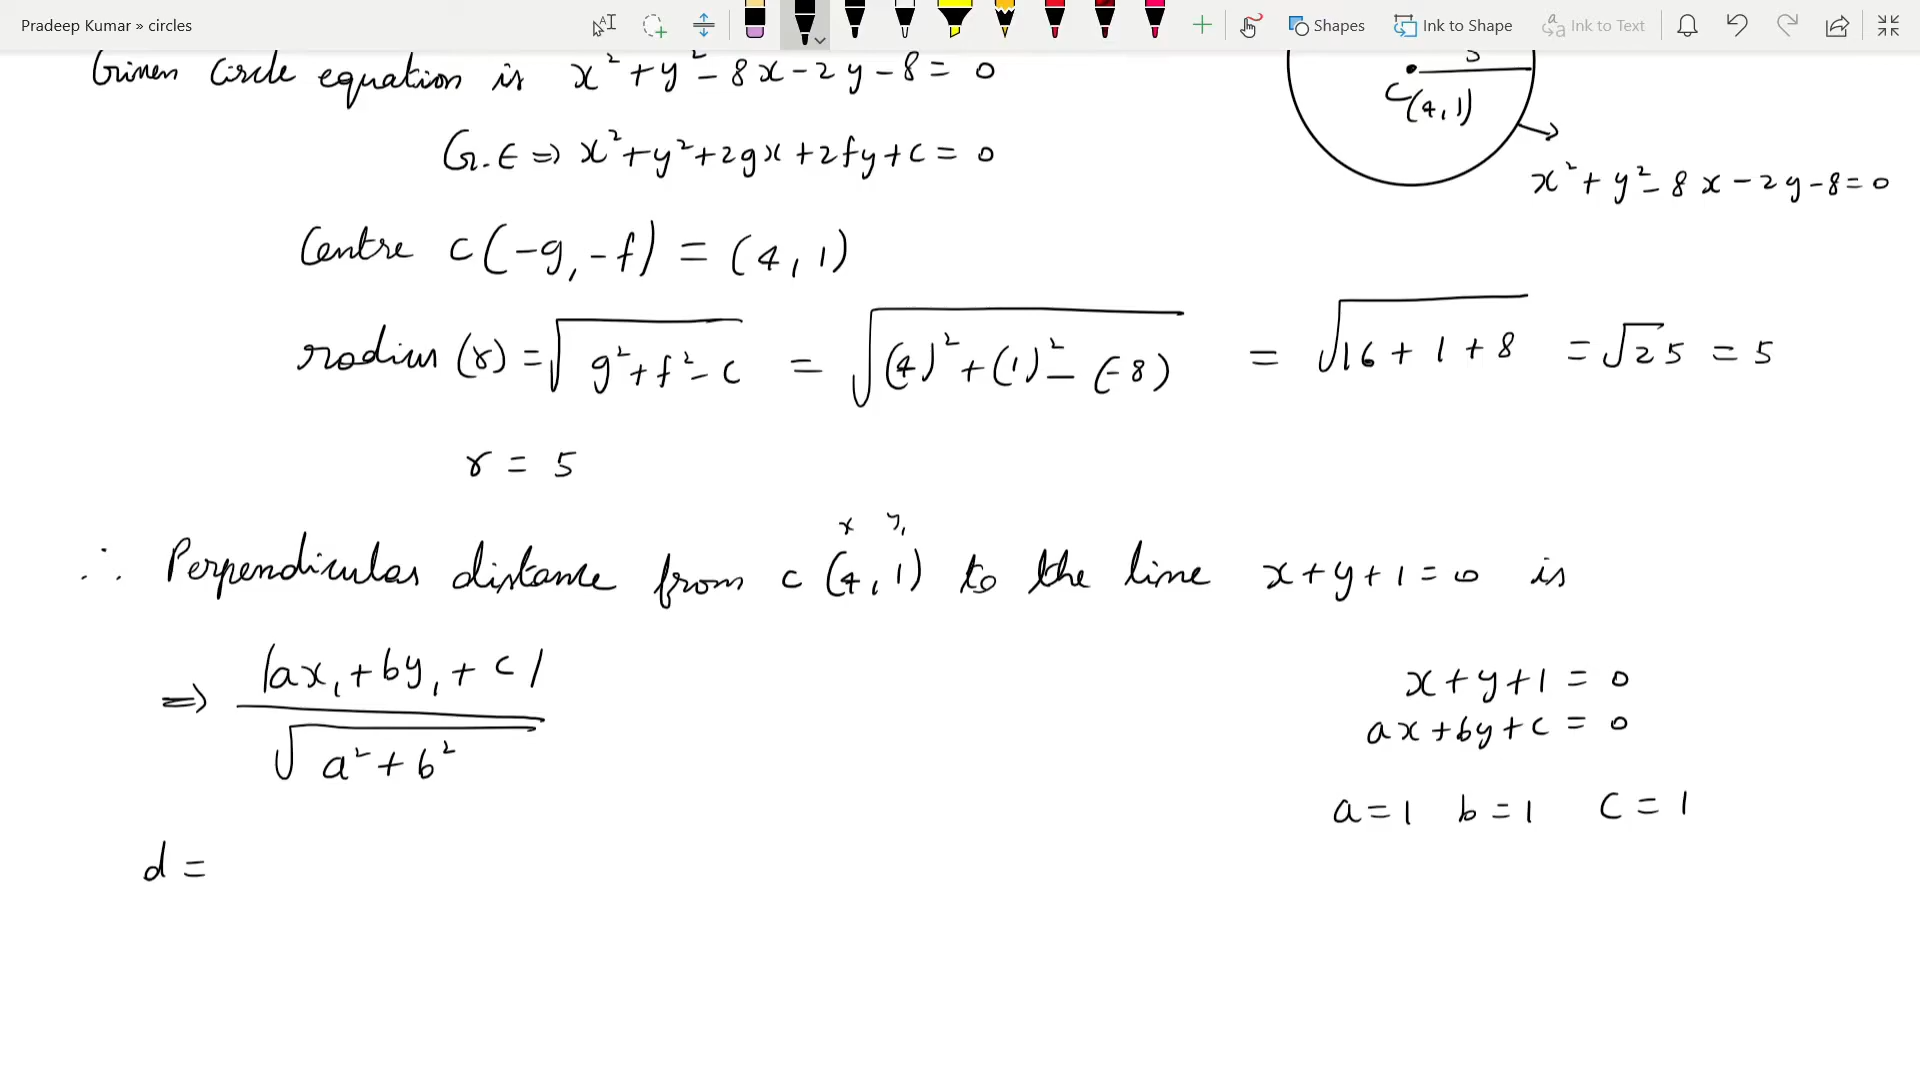 Pradeep Kumar » circles
Shapes
Ink to Shape
Ink to Text
Given Circle equation is x² + y² - 8x - 2y - 8 = 0
5
C(4, 1)
G.E ⇒ x² + y² + 2gx + 2fy + c = 0
x² + y² - 8x - 2y - 8 = 0
Centre C(-g, -f) = (4, 1)
radius (r) = √(g² + f² - c) = √((4)² + (1)² - (-8)) = √(16 + 1 + 8) = √25 = 5
r = 5
x y₁
∴ Perpendicular distance from C (4, 1) to the line x + y + 1 = 0 is
⇒ |ax₁ + by₁ + c| / √(a² + b²)
x + y + 1 = 0
ax + by + c = 0
a = 1 b = 1 c = 1
d =